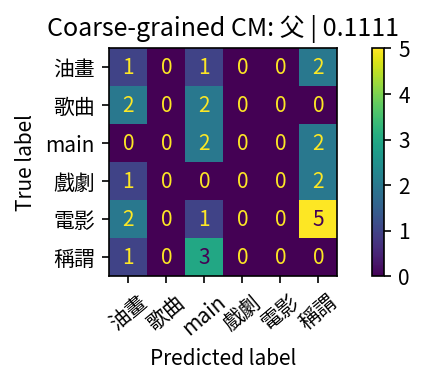 Coarse-grained CM: 父 | 0.1111
True label
油畫 1 0 1 0 0 2
歌曲 2 0 2 0 0 0
main 0 0 2 0 0 2
戲劇 1 0 0 0 0 2
電影 2 0 1 0 0 5
稱謂 1 0 3 0 0 0
油畫 歌曲 main 戲劇 電影 稱謂
Predicted label
5
4
3
2
1
0